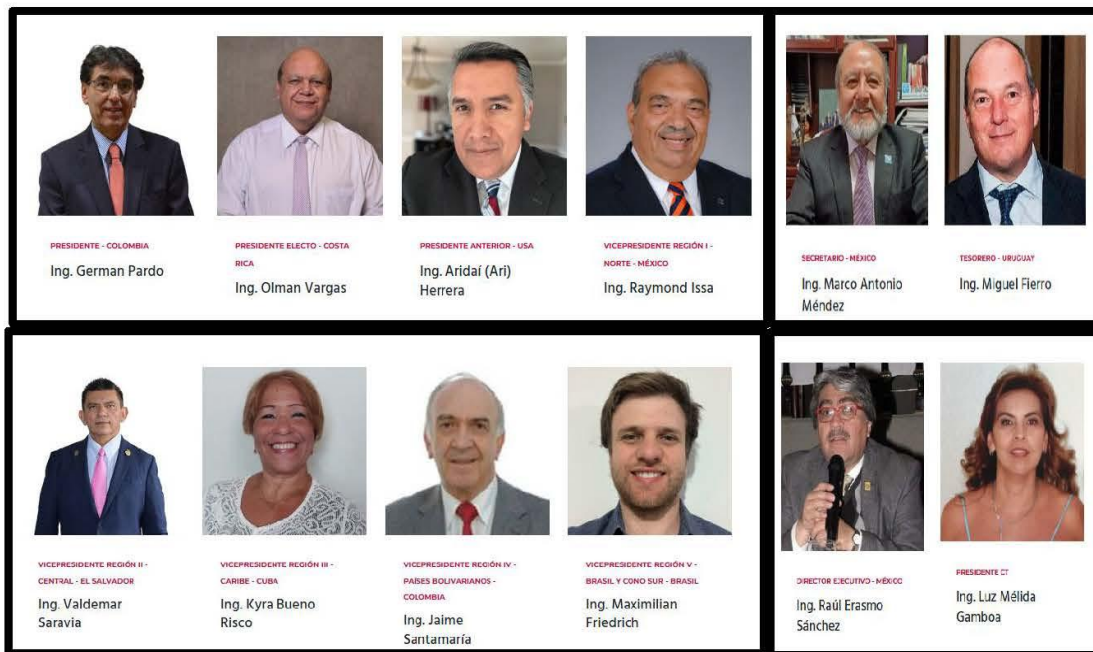 PRESIDENTE - COLOMBIA
Ing. German Pardo
PRESIDENTE ELECTO - COSTA
RICA
Ing. Olman Vargas
PRESIDENTE ANTERIOR - USA
Ing. Aridaí (Ari)
Herrera
VICEPRESIDENTE REGIÓN I -
NORTE - MÉXICO
Ing. Raymond Issa
SECRETARIO - MÉXICO
Ing. Marco Antonio
Méndez
TESORERO - URUGUAY
Ing. Miguel Fierro
VICEPRESIDENTE REGIÓN II -
CENTRAL - EL SALVADOR
Ing. Valdemar
Saravia
VICEPRESIDENTE REGIÓN III -
CARIBE - CUBA
Ing. Kyra Bueno
Risco
VICEPRESIDENTE REGIÓN IV -
PAÍSES BOLIVARIANOS -
COLOMBIA
Ing. Jaime
Santamaría
VICEPRESIDENTE REGIÓN V -
BRASIL Y CONO SUR - BRASIL
Ing. Maximilian
Friedrich
DIRECTOR EJECUTIVO - MÉXICO
Ing. Raúl Erasmo
Sánchez
PRESIDENTE CT
Ing. Luz Mélida
Gamboa